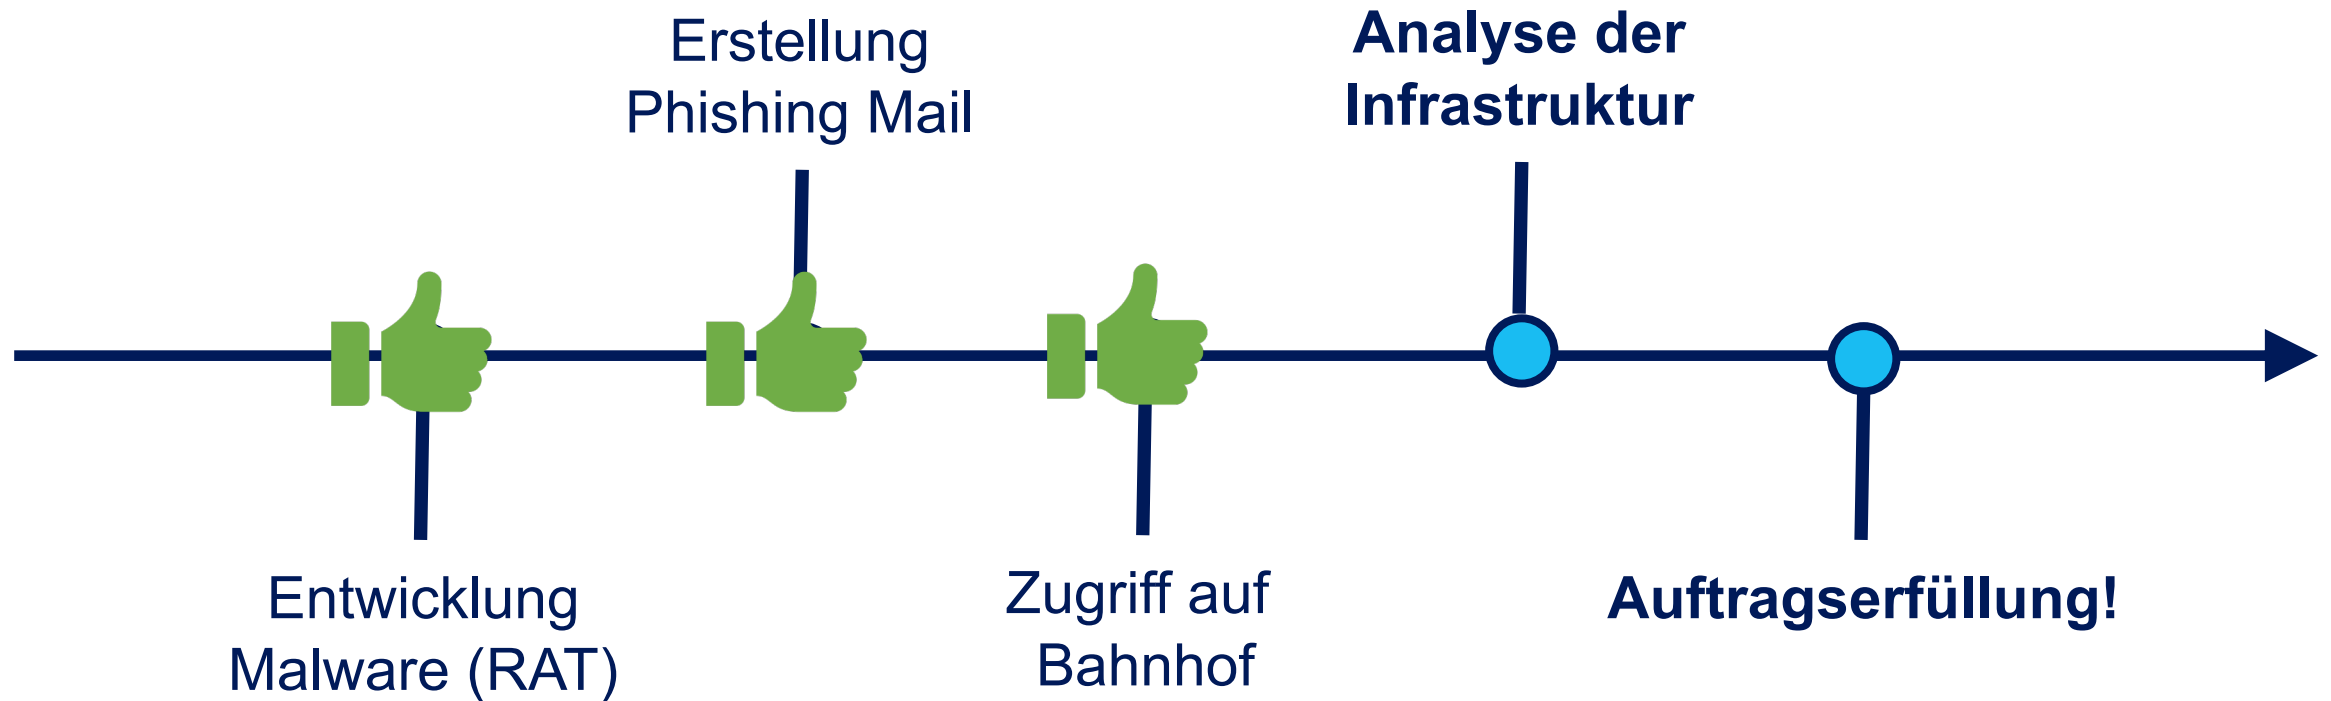 Erstellung
Phishing Mail
Analyse der
Infrastruktur
Entwicklung
Malware (RAT)
Zugriff auf
Bahnhof
Auftragserfüllung!